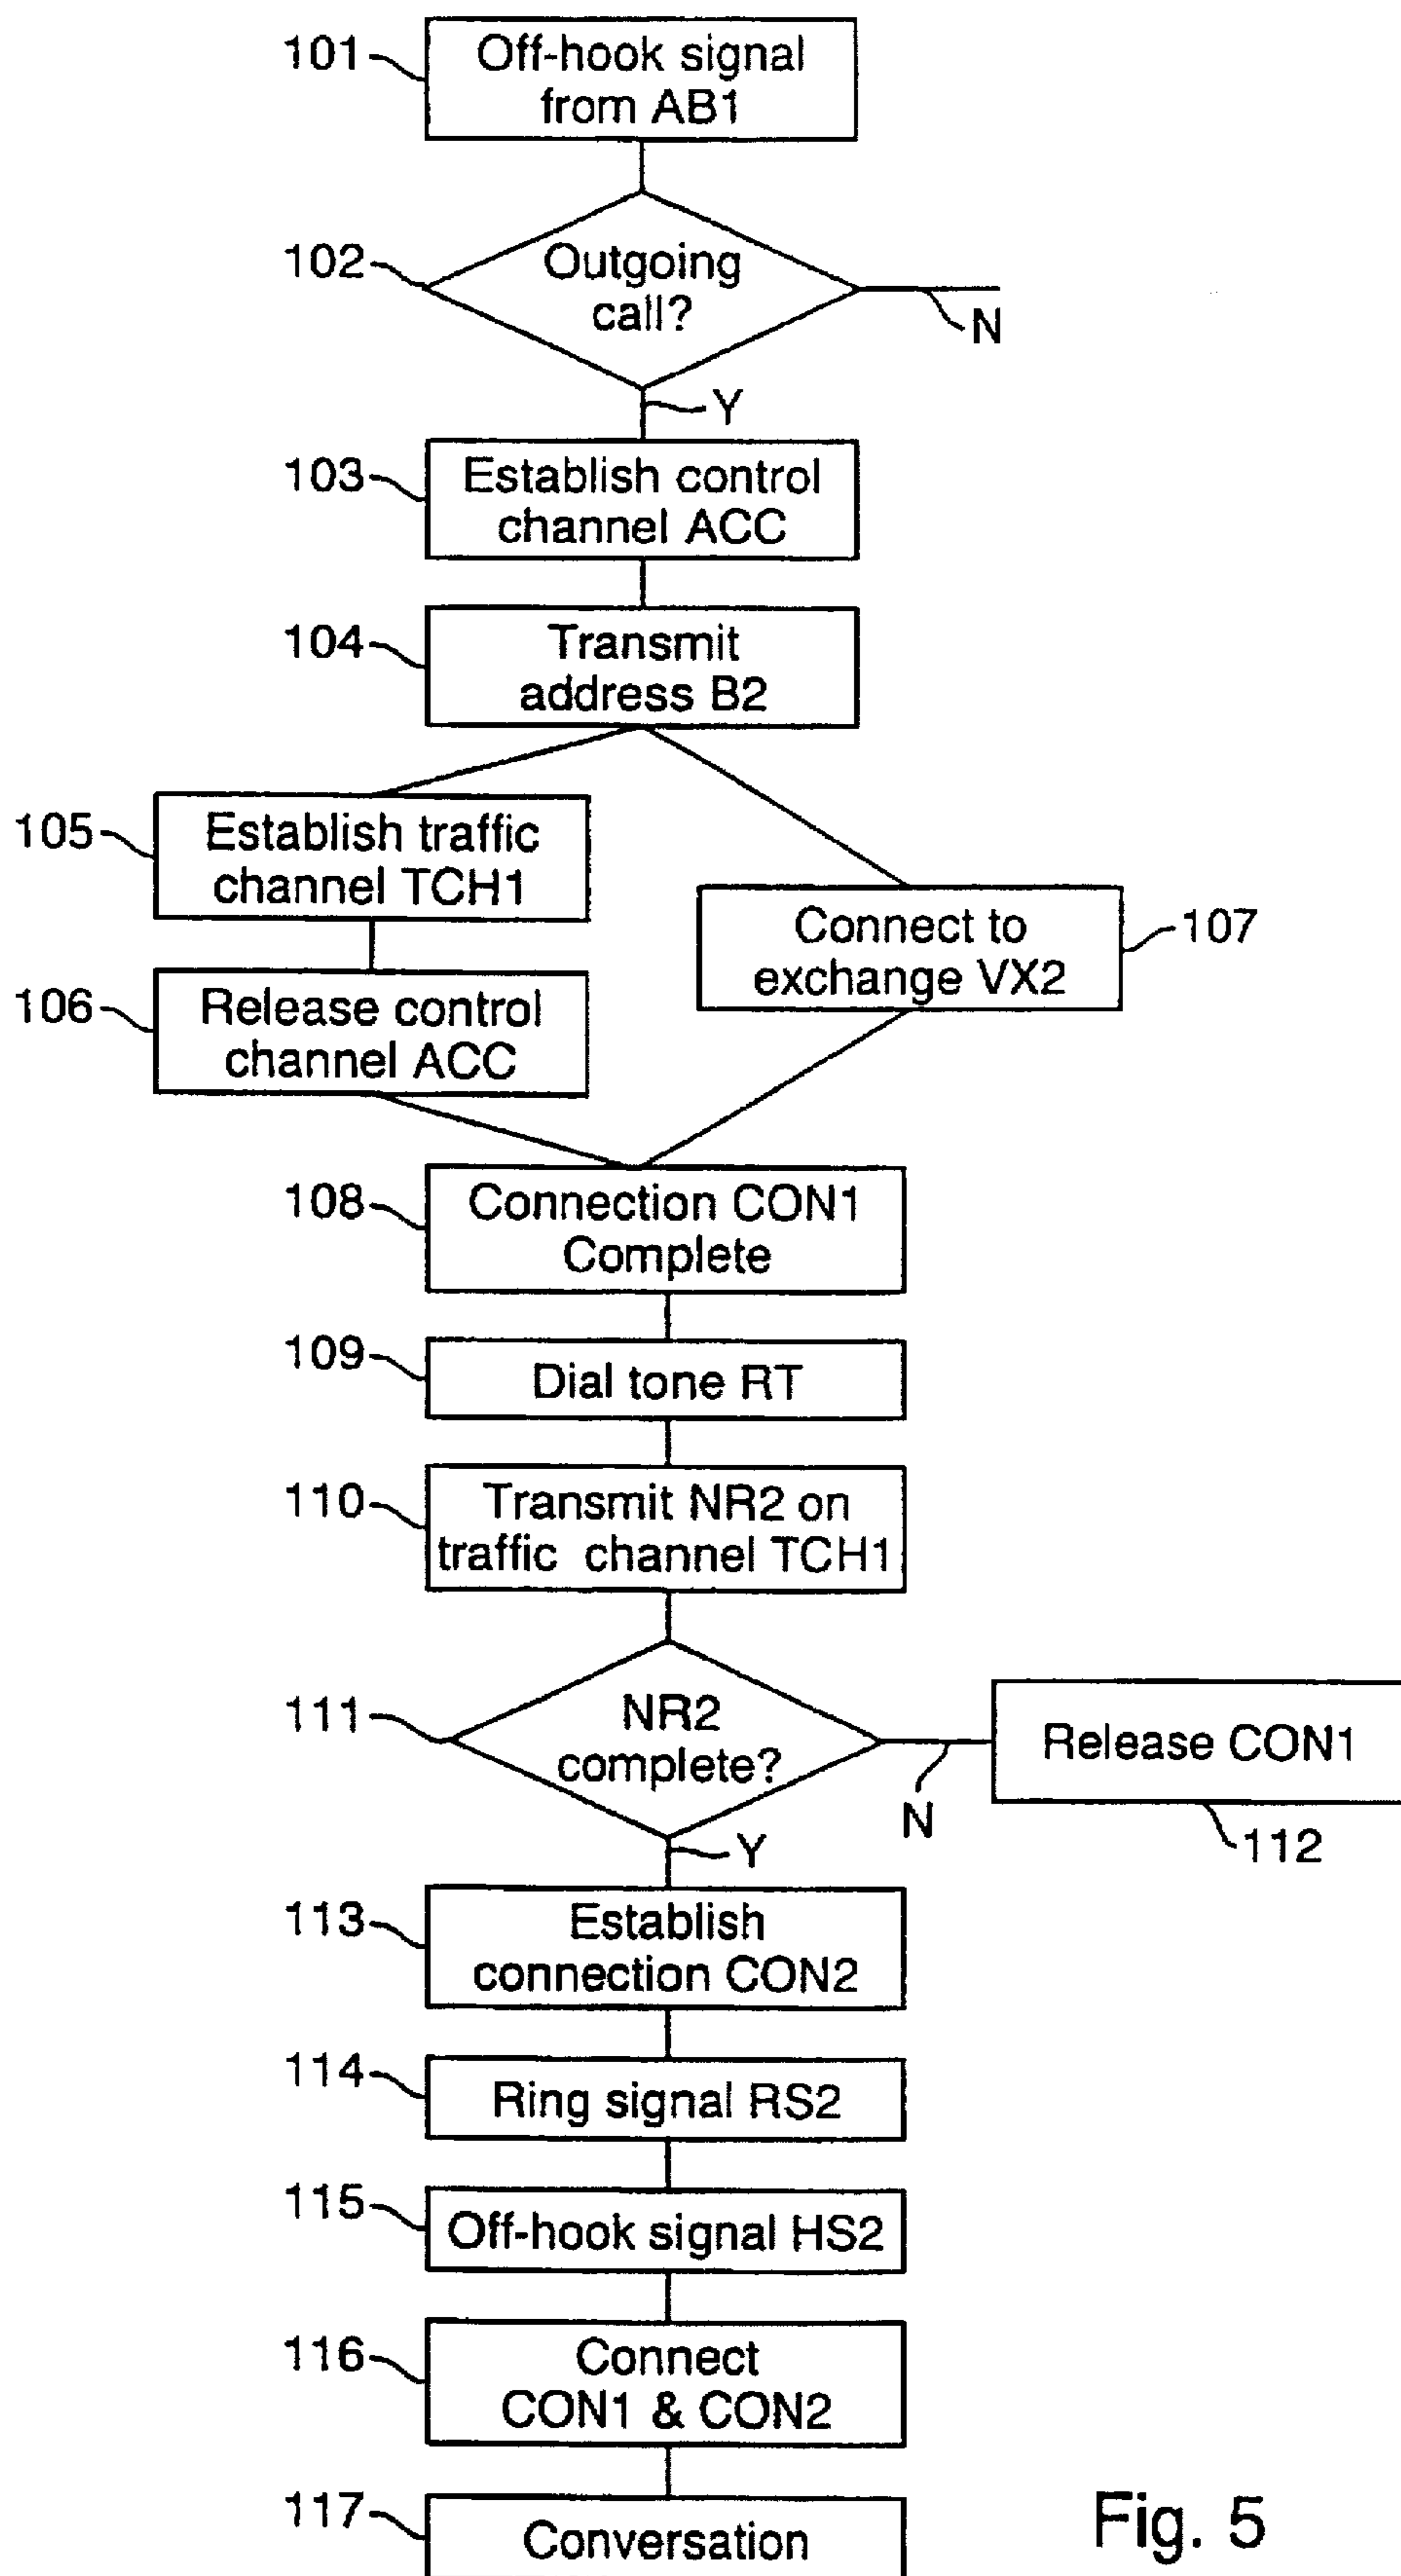 101
Off-hook signal
from AB1
102
Outgoing
call?
N
Y
103
Establish control
channel ACC
104
Transmit
address B2
105
Establish traffic
channel TCH1
106
Release control
channel ACC
Connect to
exchange VX2
107
108
Connection CON1
Complete
109
Dial tone RT
110
Transmit NR2 on
traffic channel TCH1
111
NR2
complete?
N
Release CON1
112
Y
113
Establish
connection CON2
114
Ring signal RS2
115
Off-hook signal HS2
116
Connect
CON1 & CON2
117
Conversation
Fig. 5